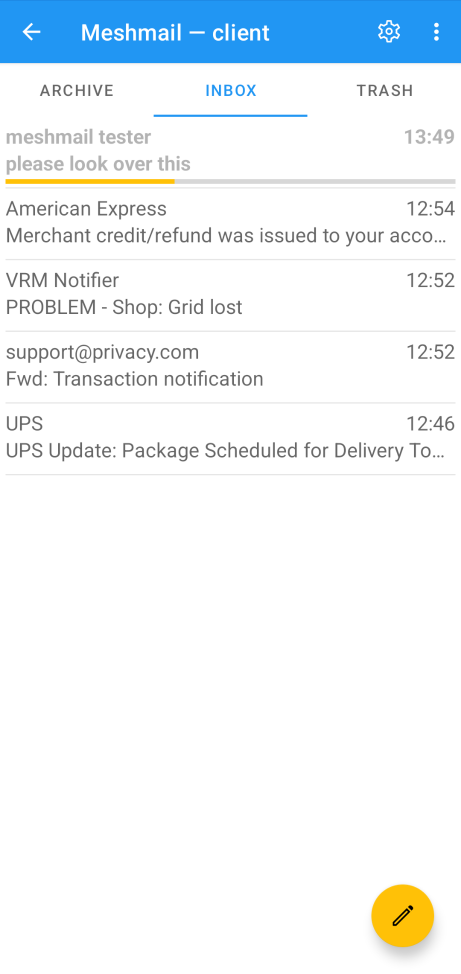 Meshmail — client
ARCHIVE INBOX TRASH
meshmail tester 13:49
please look over this
American Express 12:54
Merchant credit/refund was issued to your acco...
VRM Notifier 12:52
PROBLEM - Shop: Grid lost
support@privacy.com 12:52
Fwd: Transaction notification
UPS 12:46
UPS Update: Package Scheduled for Delivery To...